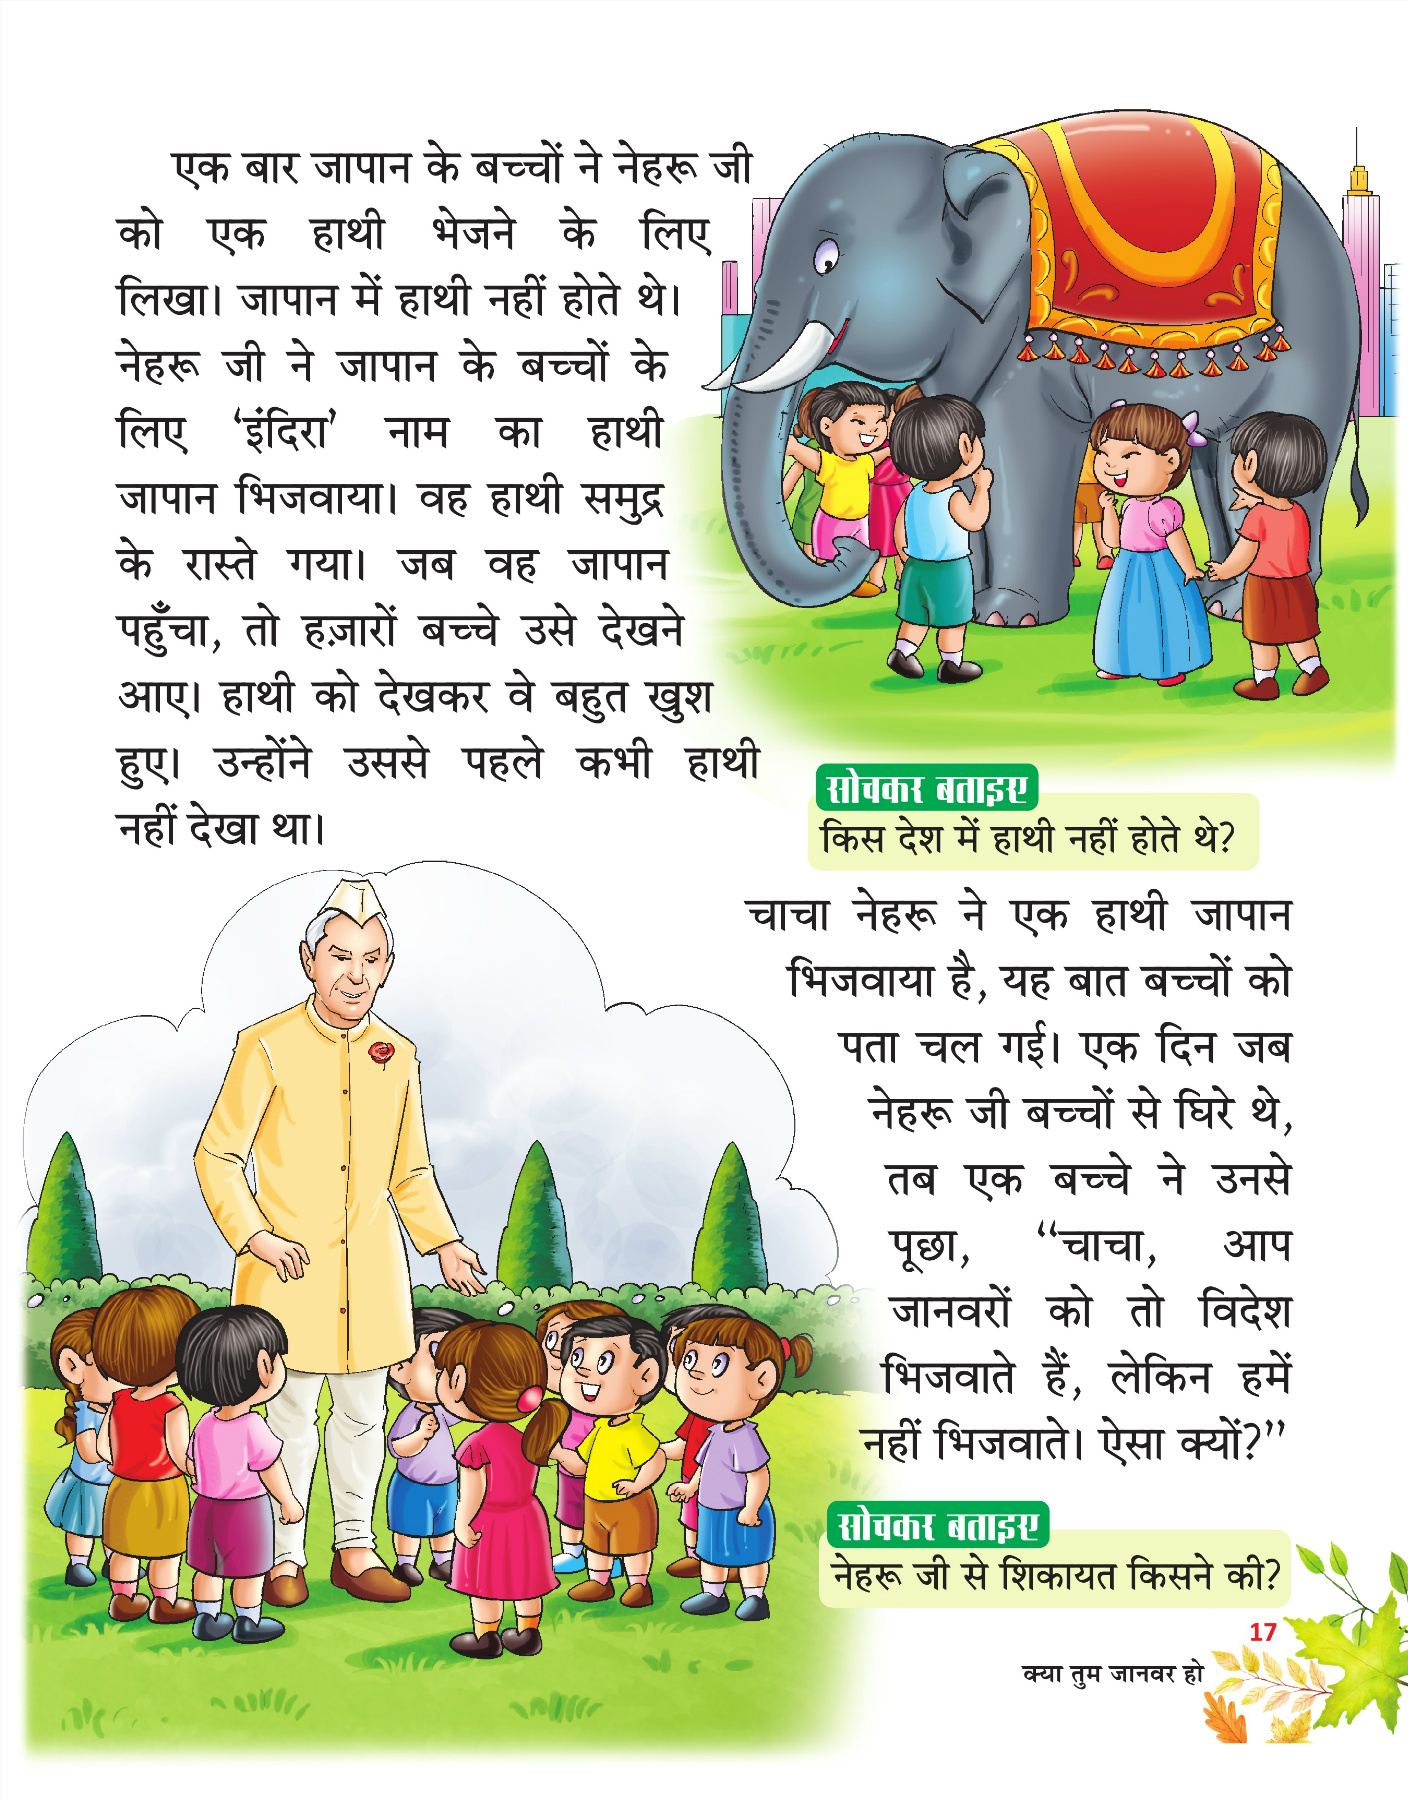 एक बार जापान के बच्चों ने नेहरू जी
को एक हाथी भेजने के लिए
लिखा। जापान में हाथी नहीं होते थे।
नेहरू जी ने जापान के बच्चों के
लिए ‘इंदिरा’ नाम का हाथी
जापान भिजवाया। वह हाथी समुद्र
के रास्ते गया। जब वह जापान
पहुँचा, तो हज़ारों बच्चे उसे देखने
आए। हाथी को देखकर वे बहुत खुश
हुए। उन्होंने उससे पहले कभी हाथी
नहीं देखा था।
सोचकर बताइए
किस देश में हाथी नहीं होते थे?
चाचा नेहरू ने एक हाथी जापान
भिजवाया है, यह बात बच्चों को
पता चल गई। एक दिन जब
नेहरू जी बच्चों से घिरे थे,
तब एक बच्चे ने उनसे
पूछा, “चाचा, आप
जानवरों को तो विदेश
भिजवाते हैं, लेकिन हमें
नहीं भिजवाते। ऐसा क्यों?”
सोचकर बताइए
नेहरू जी से शिकायत किसने की?
17
क्या तुम जानवर हो